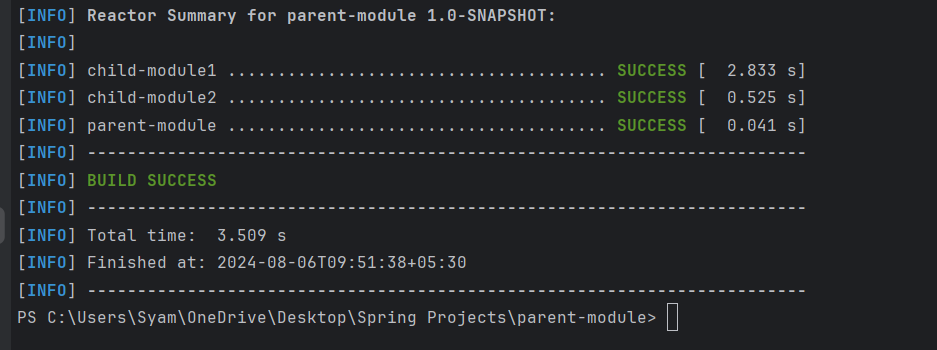 [INFO] Reactor Summary for parent-module 1.0-SNAPSHOT:
[INFO]
[INFO] child-module1 ...................................... SUCCESS [  2.833 s]
[INFO] child-module2 ...................................... SUCCESS [  0.525 s]
[INFO] parent-module ...................................... SUCCESS [  0.041 s]
[INFO] ------------------------------------------------------------------------
[INFO] BUILD SUCCESS
[INFO] ------------------------------------------------------------------------
[INFO] Total time:  3.509 s
[INFO] Finished at: 2024-08-06T09:51:38+05:30
[INFO] ------------------------------------------------------------------------
PS C:\Users\Syam\OneDrive\Desktop\Spring Projects\parent-module>